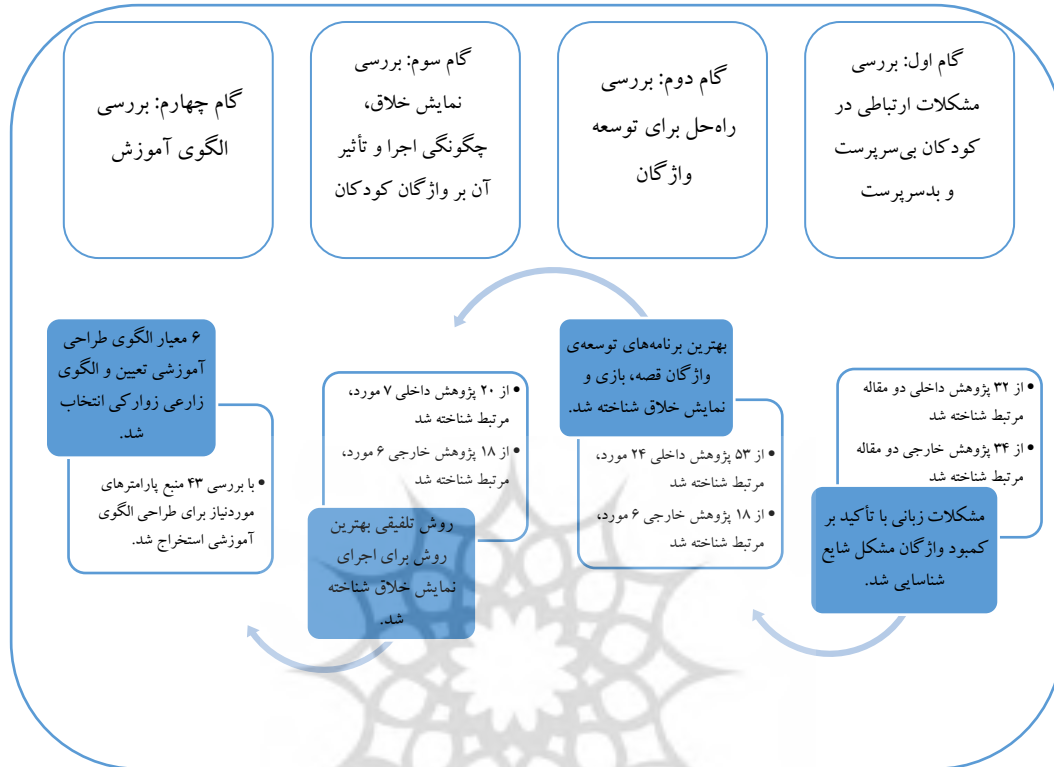 گام اول: بررسی
مشکلات ارتباطی در
کودکان بی‌سرپرست
و بدسرپرست
گام دوم: بررسی
راه‌حل برای توسعه
واژگان
گام سوم: بررسی
نمایش خلاق،
چگونگی اجرا و تأثیر
آن بر واژگان کودکان
گام چهارم: بررسی
الگوی آموزش
• از ۳۲ پژوهش داخلی دو مقاله
مرتبط شناخته شد
• از ۳۴ پژوهش خارجی دو مقاله
مرتبط شناخته شد
مشکلات زبانی با تأکید بر
کمبود واژگان مشکل شایع
شناسایی شد.
بهترین برنامه‌های توسعه‌ی
واژگان قصه، بازی و
نمایش خلاق شناخته شد.
• از ۵۳ پژوهش داخلی ۲۴ مورد،
مرتبط شناخته شد
• از ۱۸ پژوهش خارجی ۶ مورد،
مرتبط شناخته شد
• از ۲۰ پژوهش داخلی ۷ مورد،
مرتبط شناخته شد
• از ۱۸ پژوهش خارجی ۶ مورد،
مرتبط شناخته شد
روش تلفیقی بهترین
روش برای اجرای
نمایش خلاق شناخته
شد.
۶ معیار الگوی طراحی
آموزشی تعیین و الگوی
زارعی زوارکی انتخاب
شد.
• با بررسی ۴۳ منبع پارامترهای
موردنیاز برای طراحی الگوی
آموزشی استخراج شد.